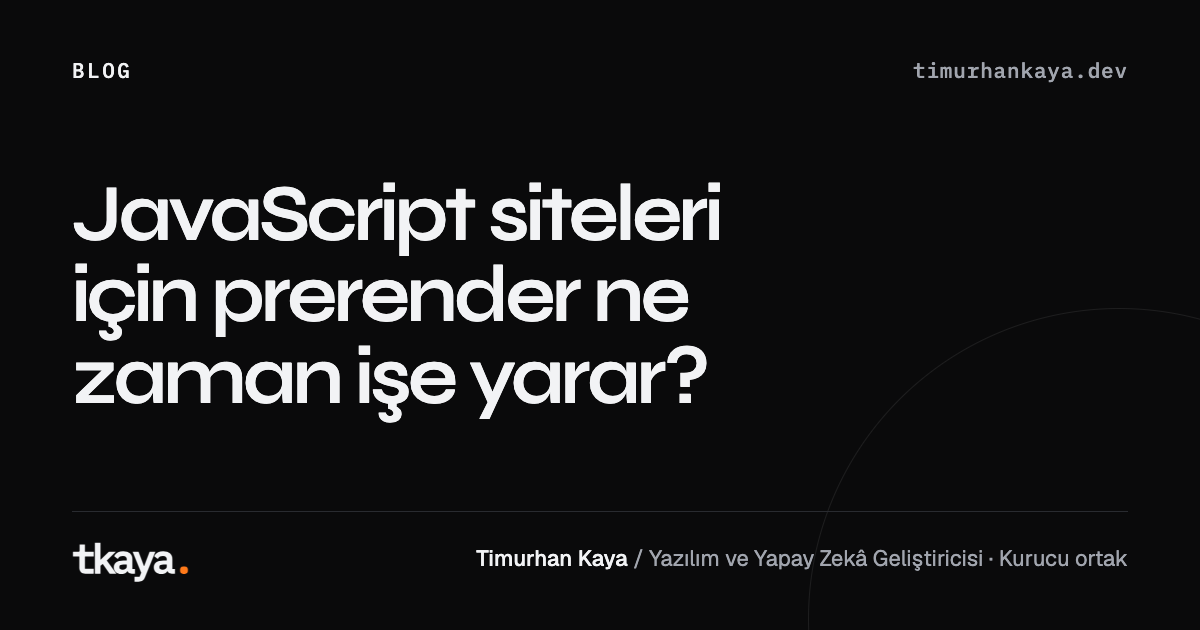 BLOG
timurhankaya.dev
JavaScript siteleri
için prerender ne
zaman işe yarar?
tkaya.
Timurhan Kaya / Yazılım ve Yapay Zekâ Geliştiricisi · Kurucu ortak